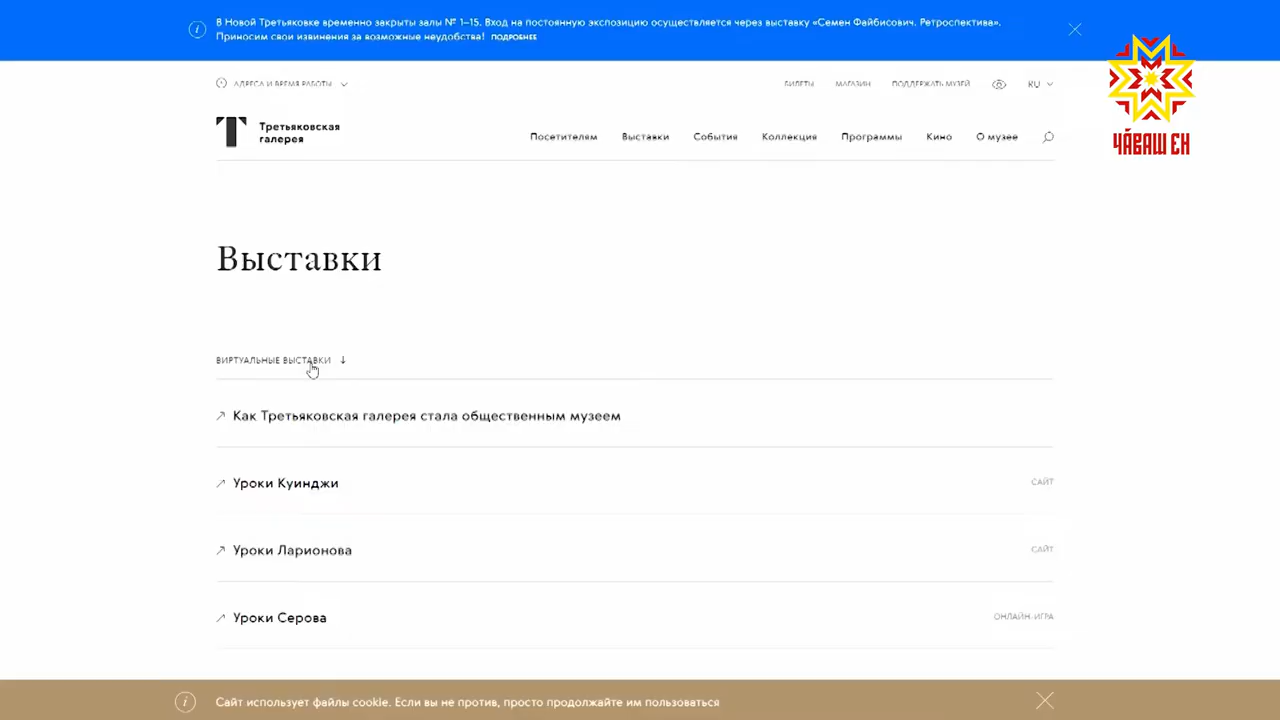 В Новой Третьяковке временно закрыты залы № 1–15. Вход на постоянную экспозицию осуществляется через выставку «Семен Файбисович. Ретроспектива».
Приносим свои извинения за возможные неудобства! ПОДРОБНЕЕ
АДРЕСА И ВРЕМЯ РАБОТЫ
БИЛЕТЫ МАГАЗИН ПОДДЕРЖАТЬ МУЗЕЙ RU
Третьяковская
галерея
Посетителям Выставки События Коллекция Программы Кино О музее
ЧӐВАШ ЕН
Выставки
ВИРТУАЛЬНЫЕ ВЫСТАВКИ ↓
Как Третьяковская галерея стала общественным музеем
Уроки Куинджи САЙТ
Уроки Ларионова САЙТ
Уроки Серова ОНЛАЙН-ИГРА
Сайт использует файлы cookie. Если вы не против, просто продолжайте им пользоваться